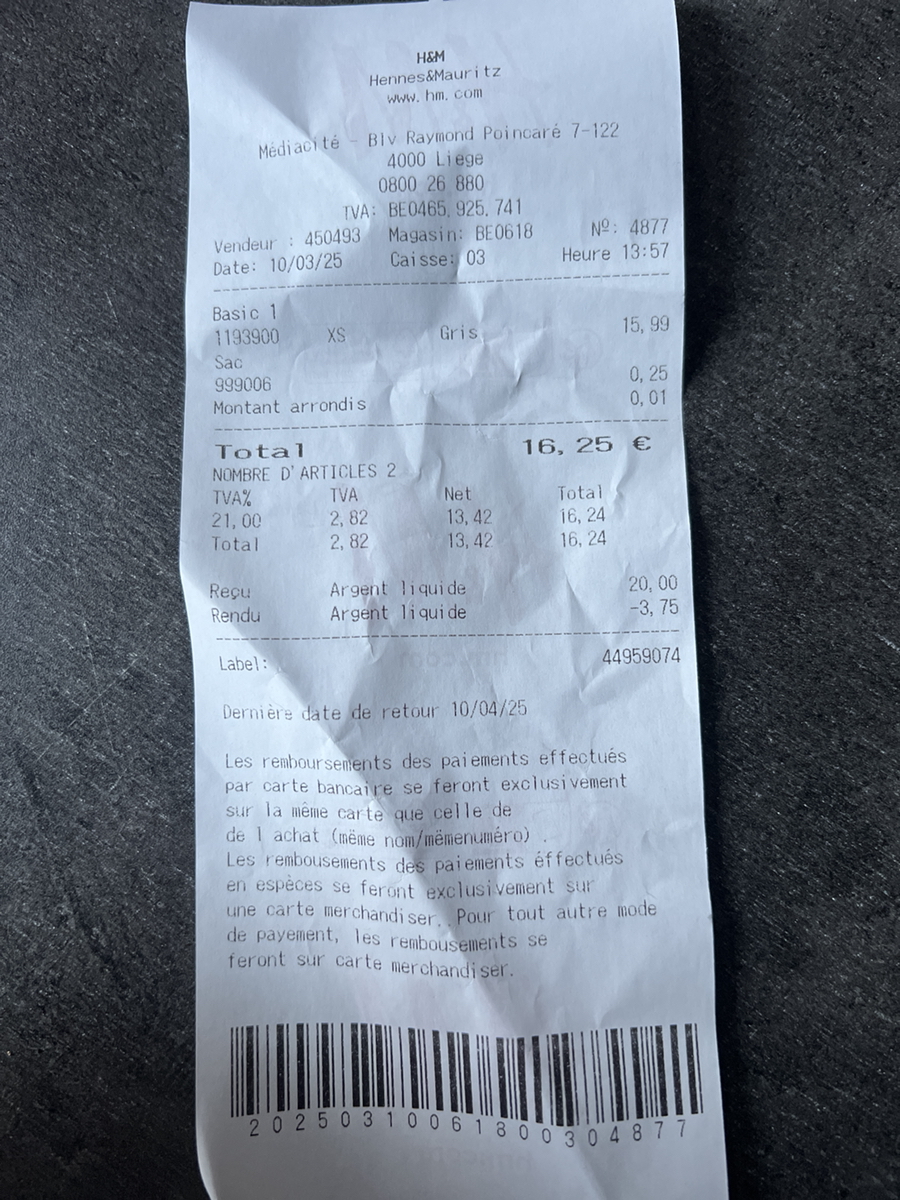 H&M
Hennes&Mauritz
www.hm.com
Médiacité - Blv Raymond Poincaré 7-122
4000 Liege
0800 26 880
TVA: BE0465.925.741
Vendeur : 450493 Magasin: BE0618 Nº: 4877
Date: 10/03/25 Caisse: 03 Heure 13:57
Basic 1
1193900 XS Gris 15,99
Sac
999006 0,25
Montant arrondis 0,01
Total 16,25 €
NOMBRE D'ARTICLES 2
TVA% TVA Net Total
21,00 2,82 13,42 16,24
Total 2,82 13,42 16,24
Reçu Argent liquide 20,00
Rendu Argent liquide -3,75
Label: 44959074
Dernière date de retour 10/04/25
Les remboursements des paiements effectués
par carte bancaire se feront exclusivement
sur la même carte que celle de
de l achat (mëme nom/mëmenuméro) .
Les rembousements des paiements éffectués
en espèces se feront exclusivement sur
une carte merchandiser. Pour tout autre mode
de payement, les rembousements se
feront sur carte merchandiser.
2025031006180​0304877